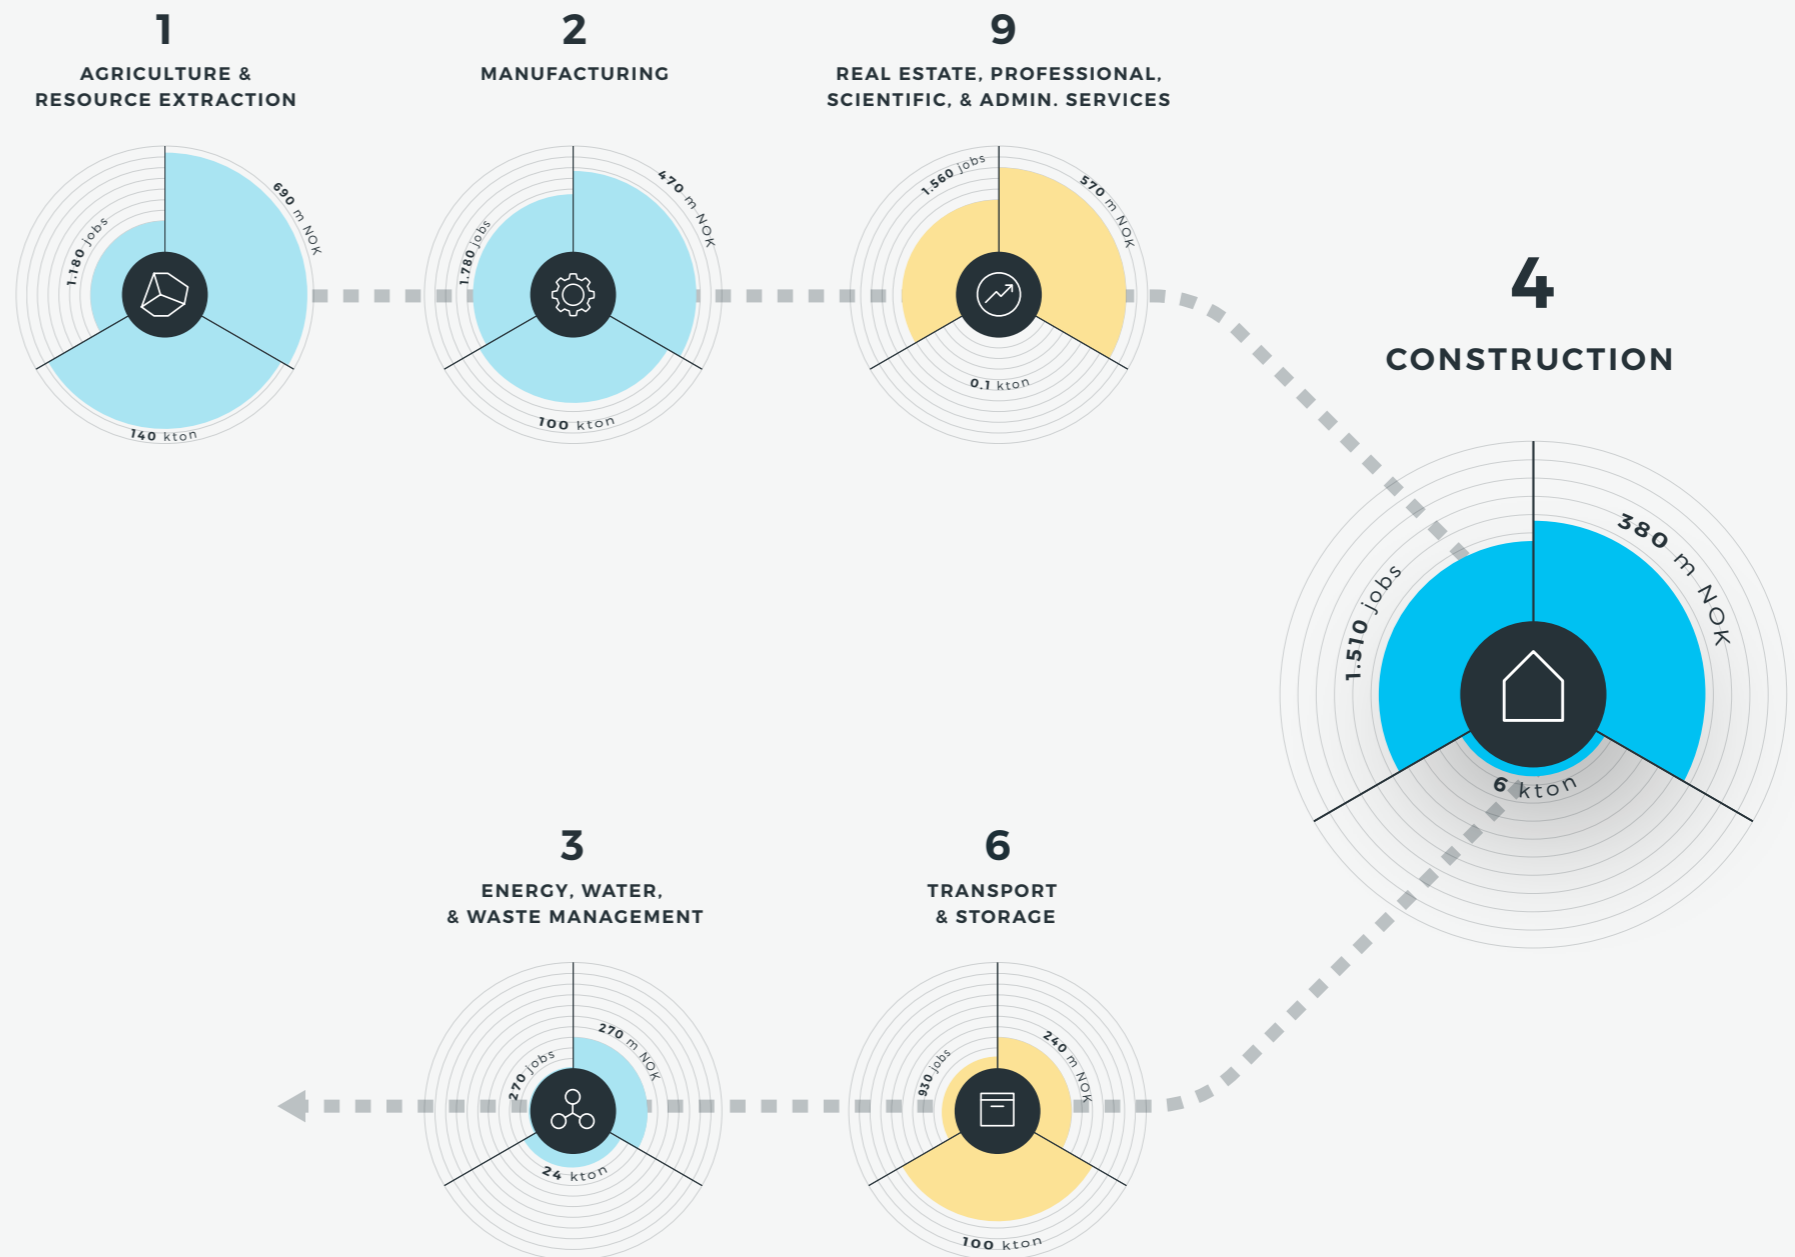 1
AGRICULTURE &
RESOURCE EXTRACTION
1.180 jobs
690 m NOK
140 kton
2
MANUFACTURING
1.780 jobs
470 m NOK
100 kton
9
REAL ESTATE, PROFESSIONAL,
SCIENTIFIC, & ADMIN. SERVICES
1.560 jobs
570 m NOK
0.1 kton
4
CONSTRUCTION
1.510 jobs
380 m NOK
6 kton
3
ENERGY, WATER,
& WASTE MANAGEMENT
270 jobs
270 m NOK
24 kton
6
TRANSPORT
& STORAGE
930 jobs
240 m NOK
100 kton